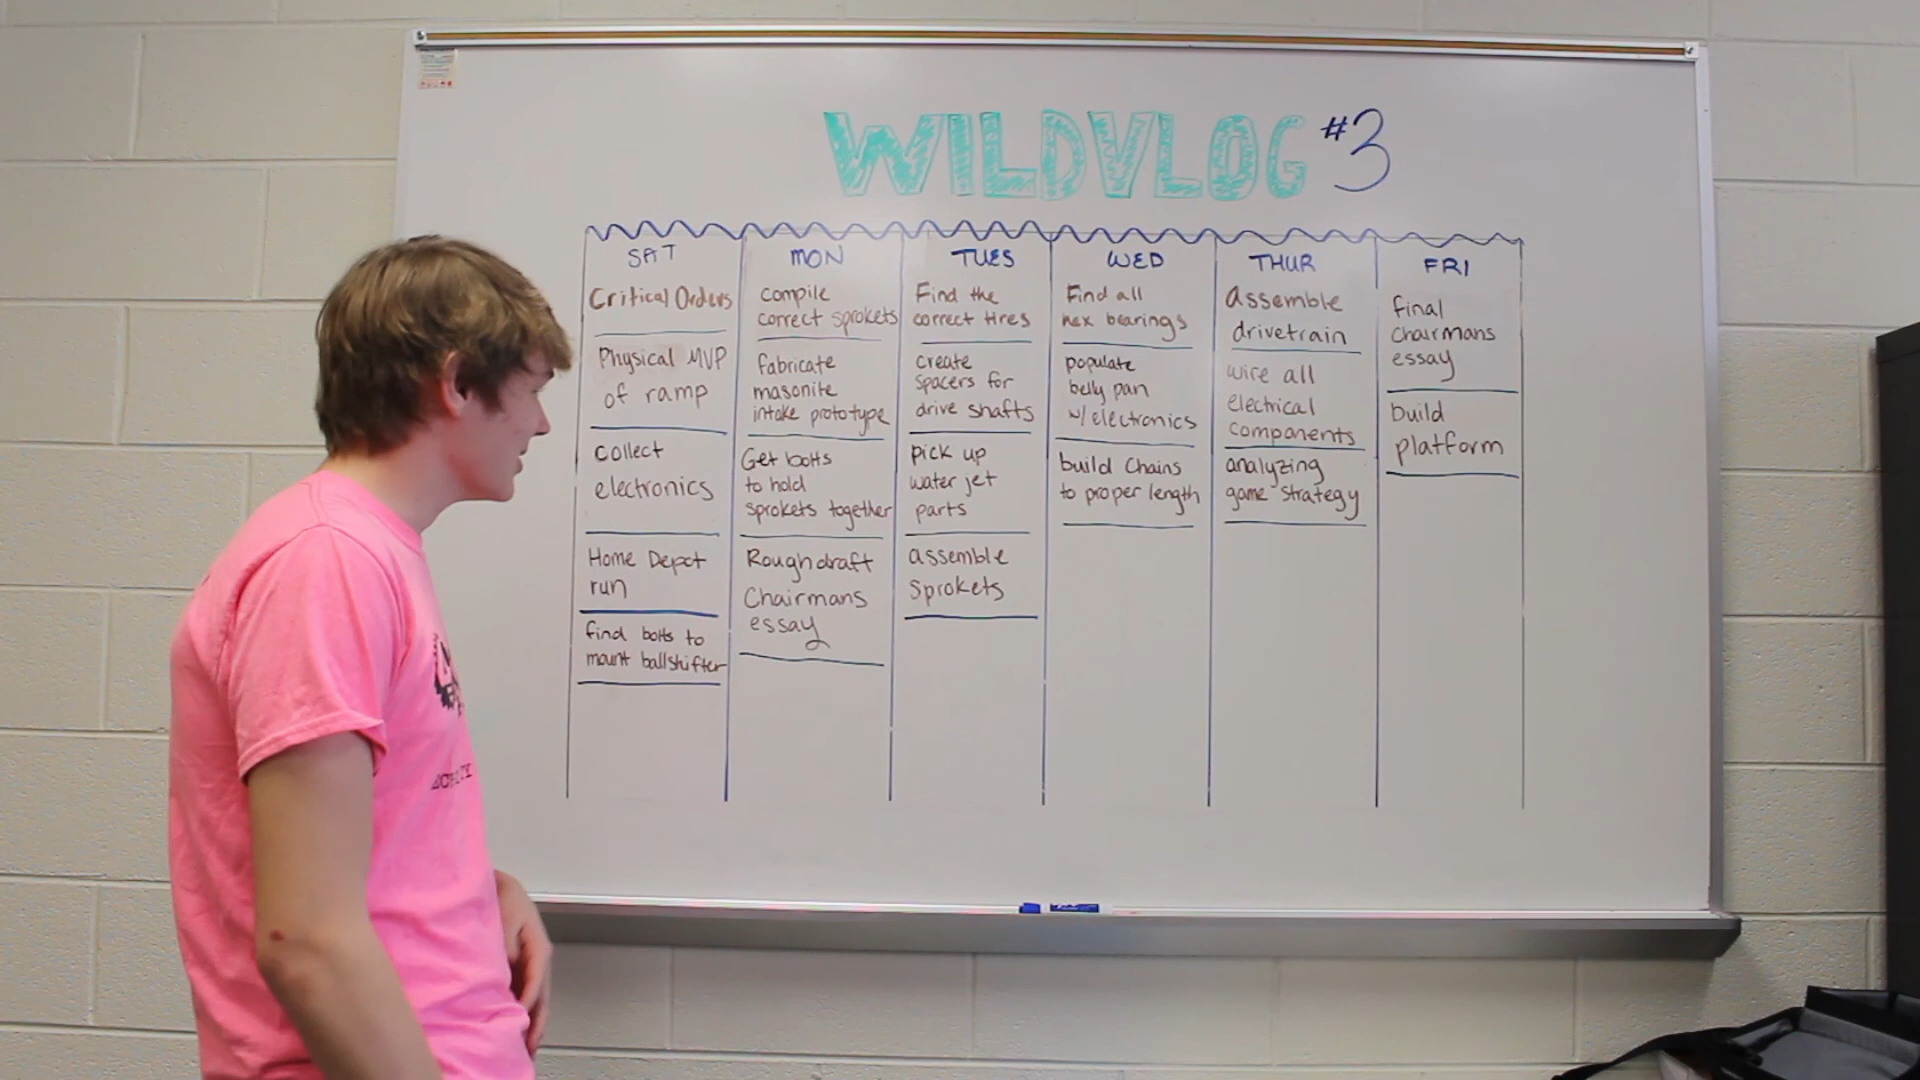 WILDVLOG #3
SAT
Critical Orders
Physical MVP
of ramp
collect
electronics
Home Depot
run
find bolts to
mount ballshifter
MON
compile
correct sprokets
fabricate
masonite
intake prototype
Get bolts
to hold
sprokets together
Rough draft
Chairmans
essay
TUES
Find the
correct tires
create
spacers for
drive shafts
pick up
water jet
parts
assemble
Sprokets
WED
Find all
hex bearings
populate
belly pan
w/electronics
build Chains
to proper length
THUR
assemble
drivetrain
wire all
electrical
components
analyzing
game strategy
FRI
final
Chairmans
essay
build
platform